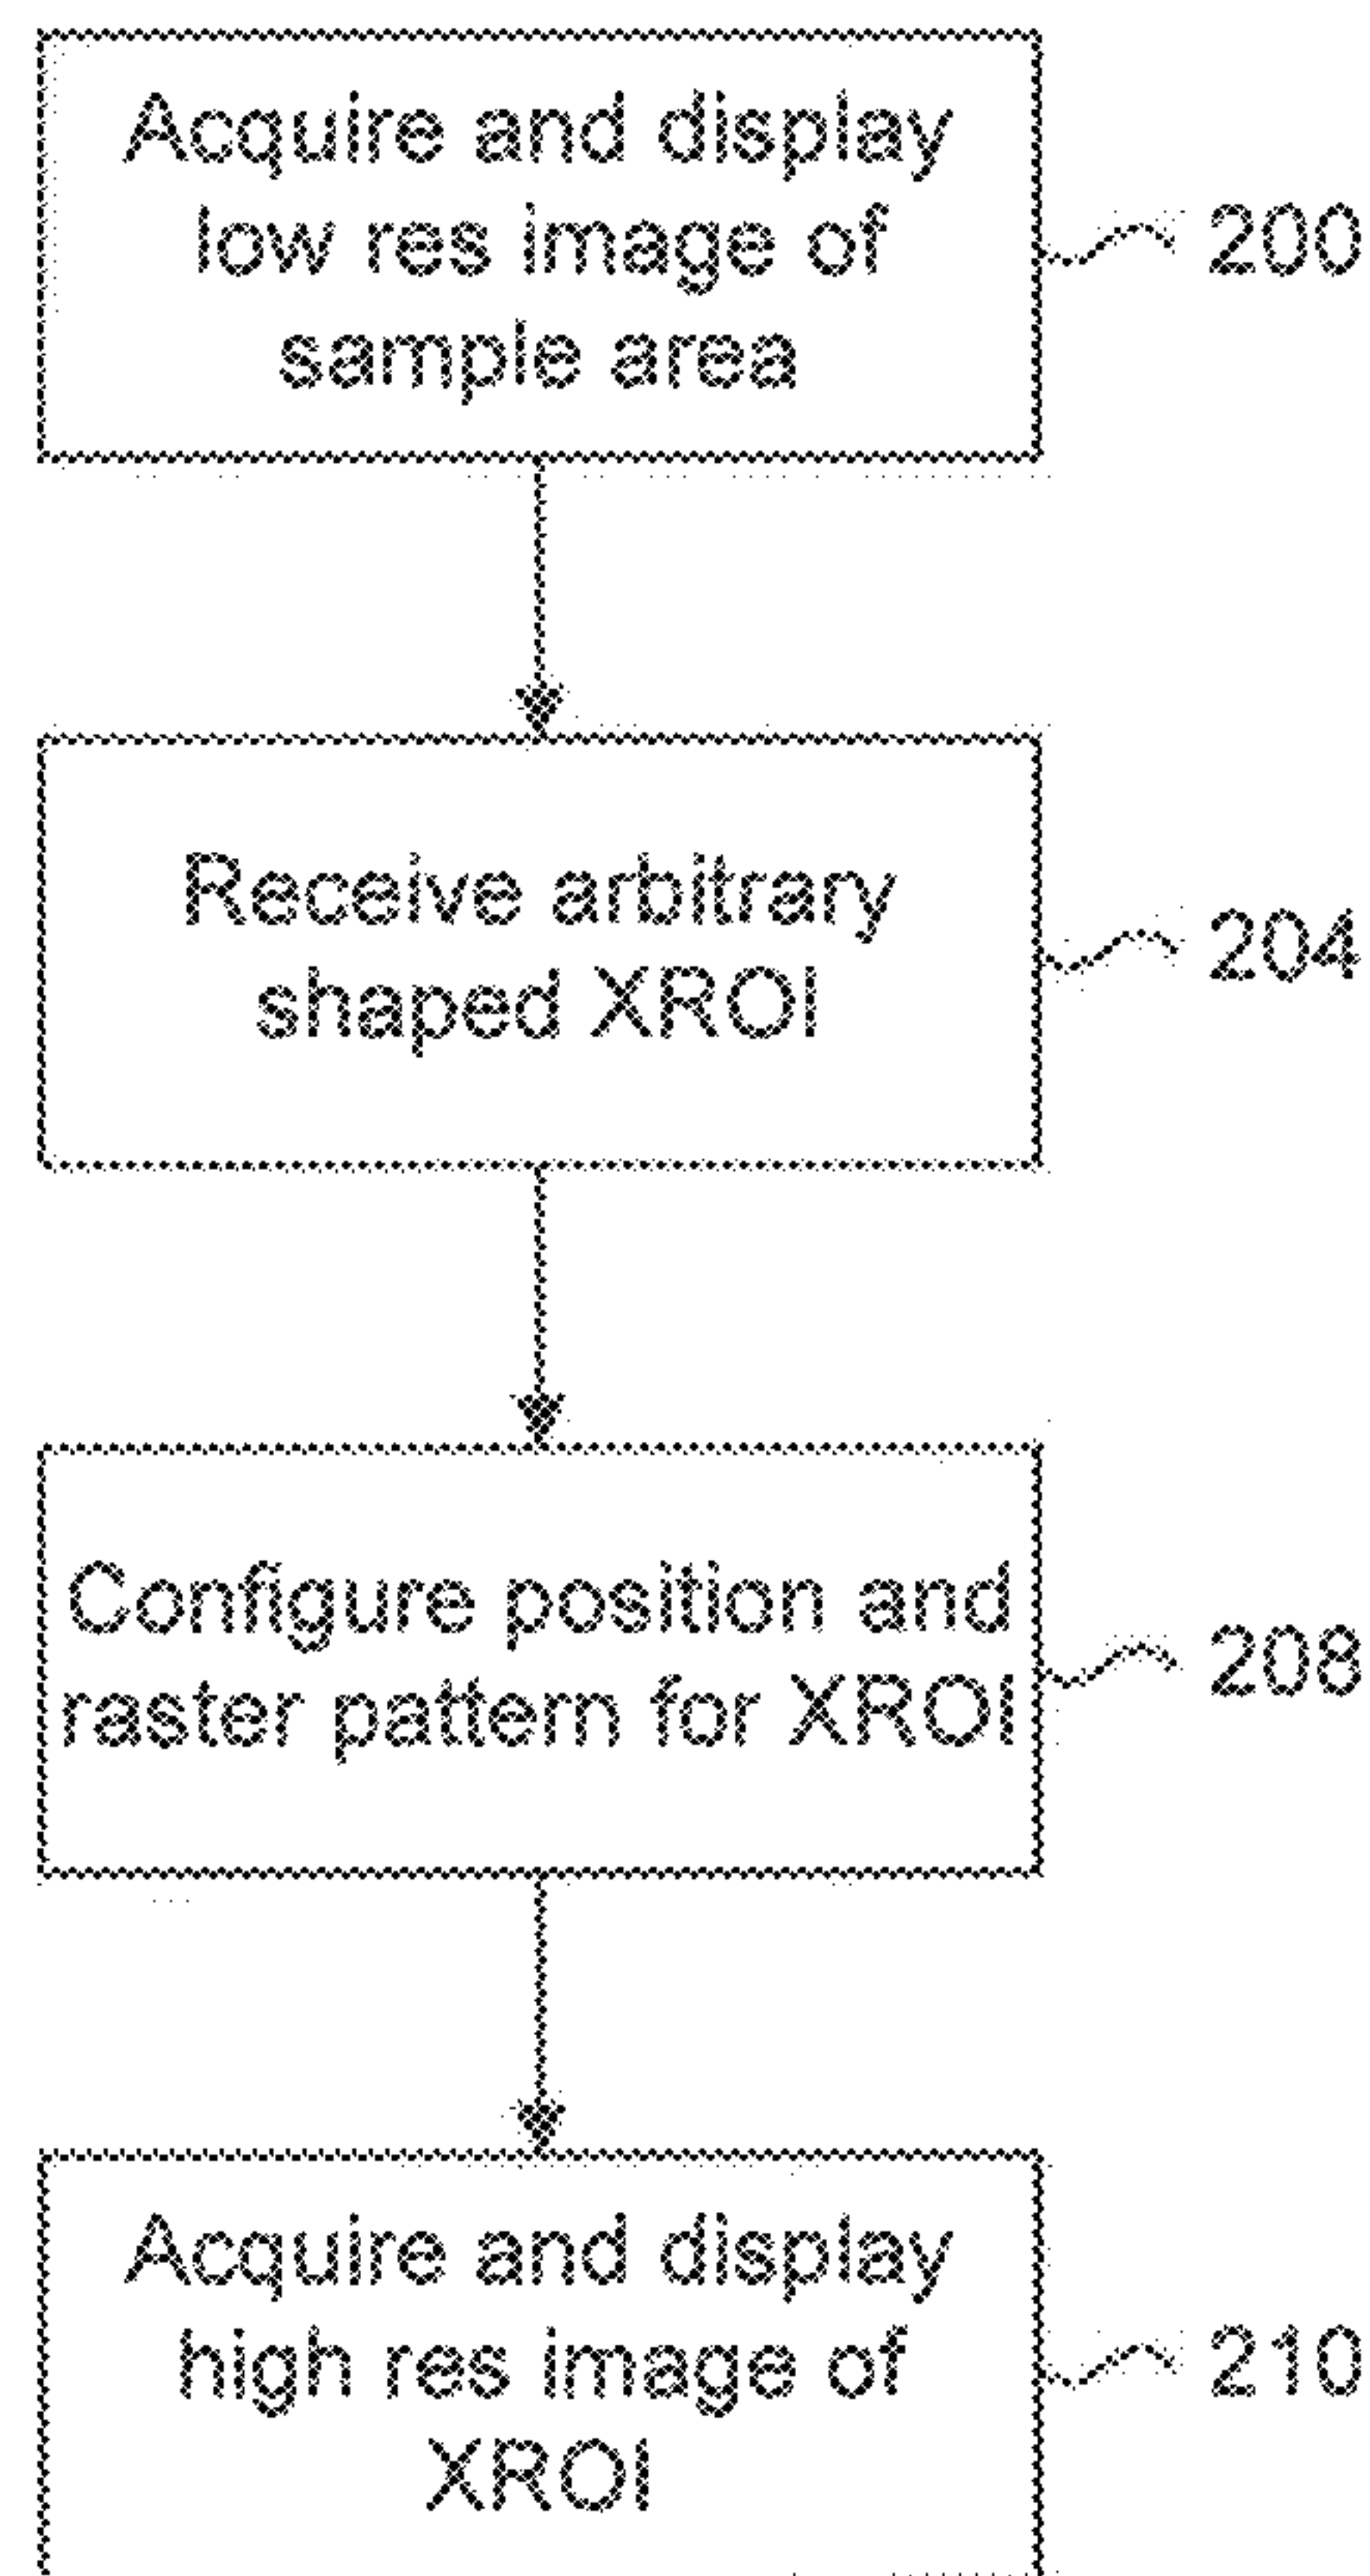 Acquire and display
low res image of
sample area
200
Receive arbitrary
shaped XROI
204
Configure position and
raster pattern for XROI
208
Acquire and display
high res image of
XROI
210